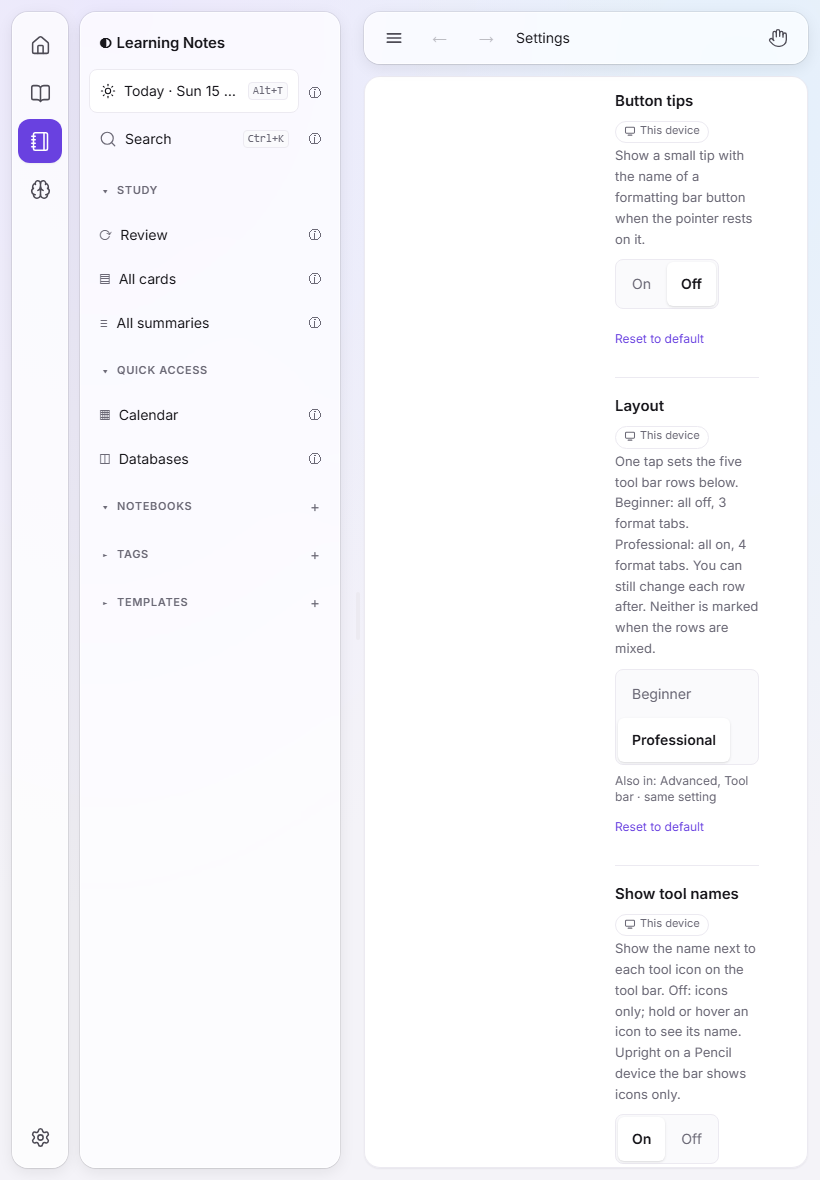 Learning Notes
Today · Sun 15 ... Alt+T
Search Ctrl+K
STUDY
Review
All cards
All summaries
QUICK ACCESS
Calendar
Databases
NOTEBOOKS +
TAGS +
TEMPLATES +
Settings
Button tips
This device
Show a small tip with
the name of a
formatting bar button
when the pointer rests
on it.
On Off
Reset to default
Layout
This device
One tap sets the five
tool bar rows below.
Beginner: all off, 3
format tabs.
Professional: all on, 4
format tabs. You can
still change each row
after. Neither is marked
when the rows are
mixed.
Beginner
Professional
Also in: Advanced, Tool
bar · same setting
Reset to default
Show tool names
This device
Show the name next to
each tool icon on the
tool bar. Off: icons
only; hold or hover an
icon to see its name.
Upright on a Pencil
device the bar shows
icons only.
On Off